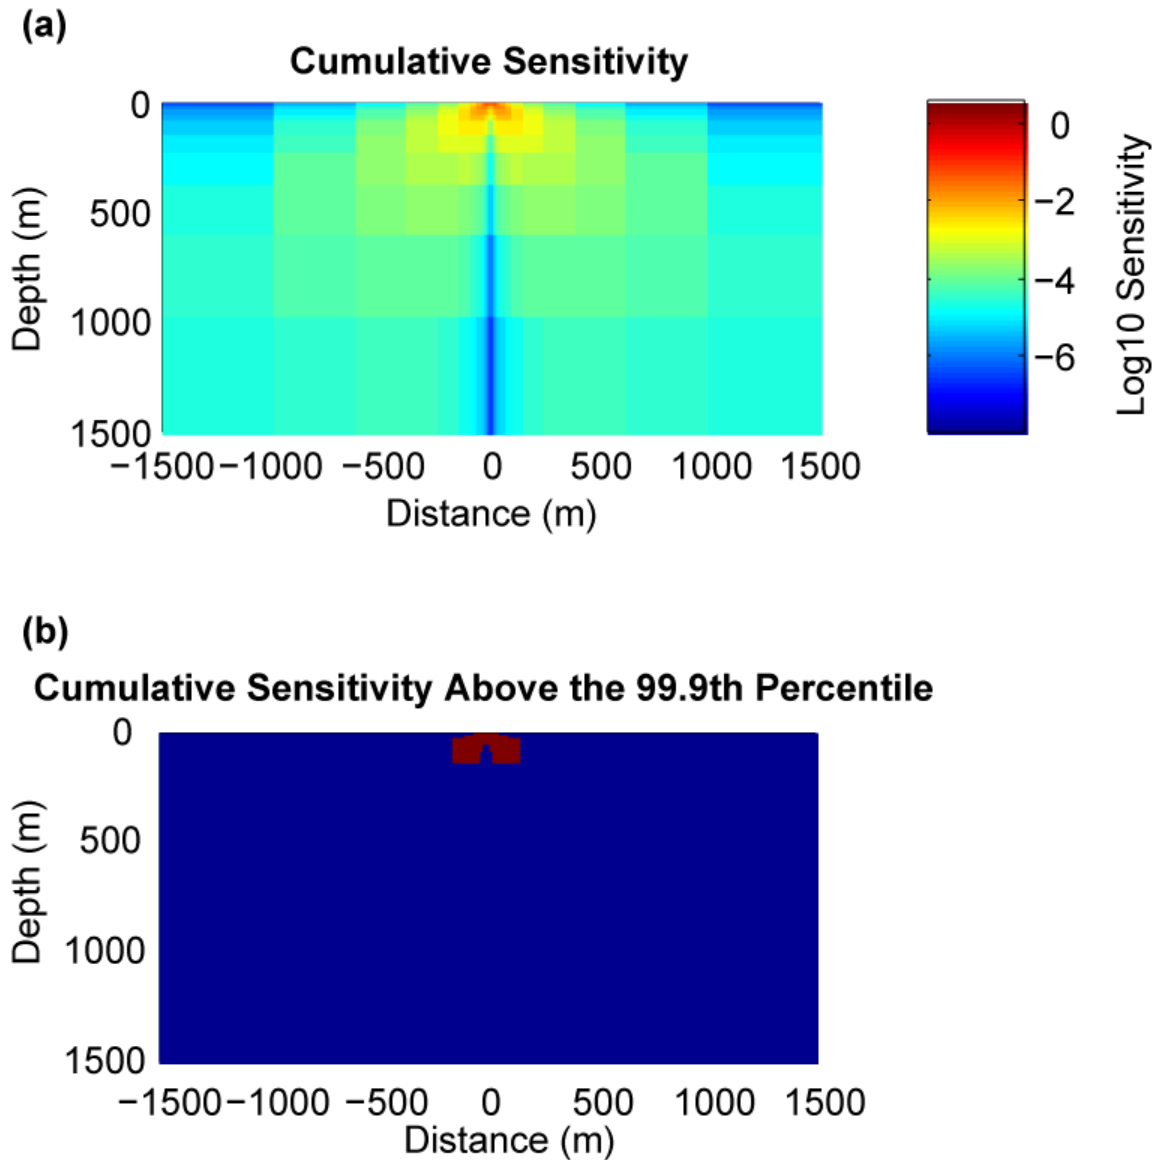 (a)
Cumulative Sensitivity
0
500
1000
1500
Depth (m)
−1500 −1000 −500 0 500 1000 1500
Distance (m)
0
−2
−4
−6
Log10 Sensitivity
(b)
Cumulative Sensitivity Above the 99.9th Percentile
0
500
1000
1500
Depth (m)
−1500 −1000 −500 0 500 1000 1500
Distance (m)